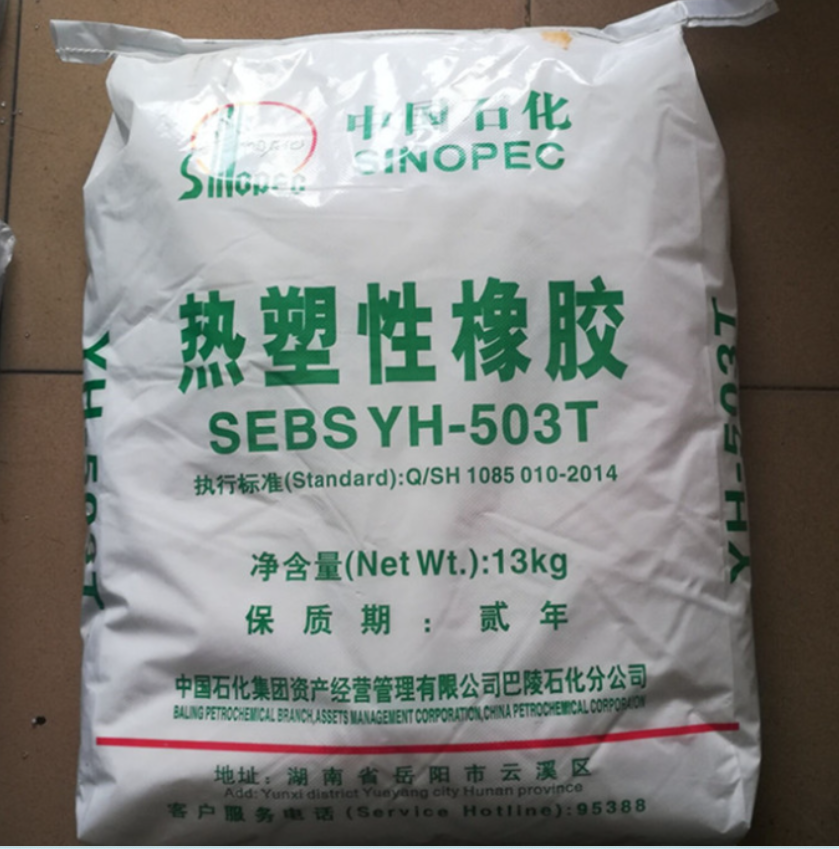 中国石化
Sinopec
SINOPEC
热塑性橡胶
SEBS YH-503T
执行标准(Standard):Q/SH 1085 010-2014
净含量(Net Wt.):13kg
保质期：贰年
中国石化集团资产经营管理有限公司巴陵石化分公司
BALING PETROCHEMICAL BRANCH,ASSETS MANAGEMENT CORPORATION,CHINA PETROCHEMICAL CORPORAION
地址：湖南省岳阳市云溪区
Add: Yunxi district Yueyang city Hunan province
客户服务电话(Service Hotline):95388
YH-503T
YH-503T